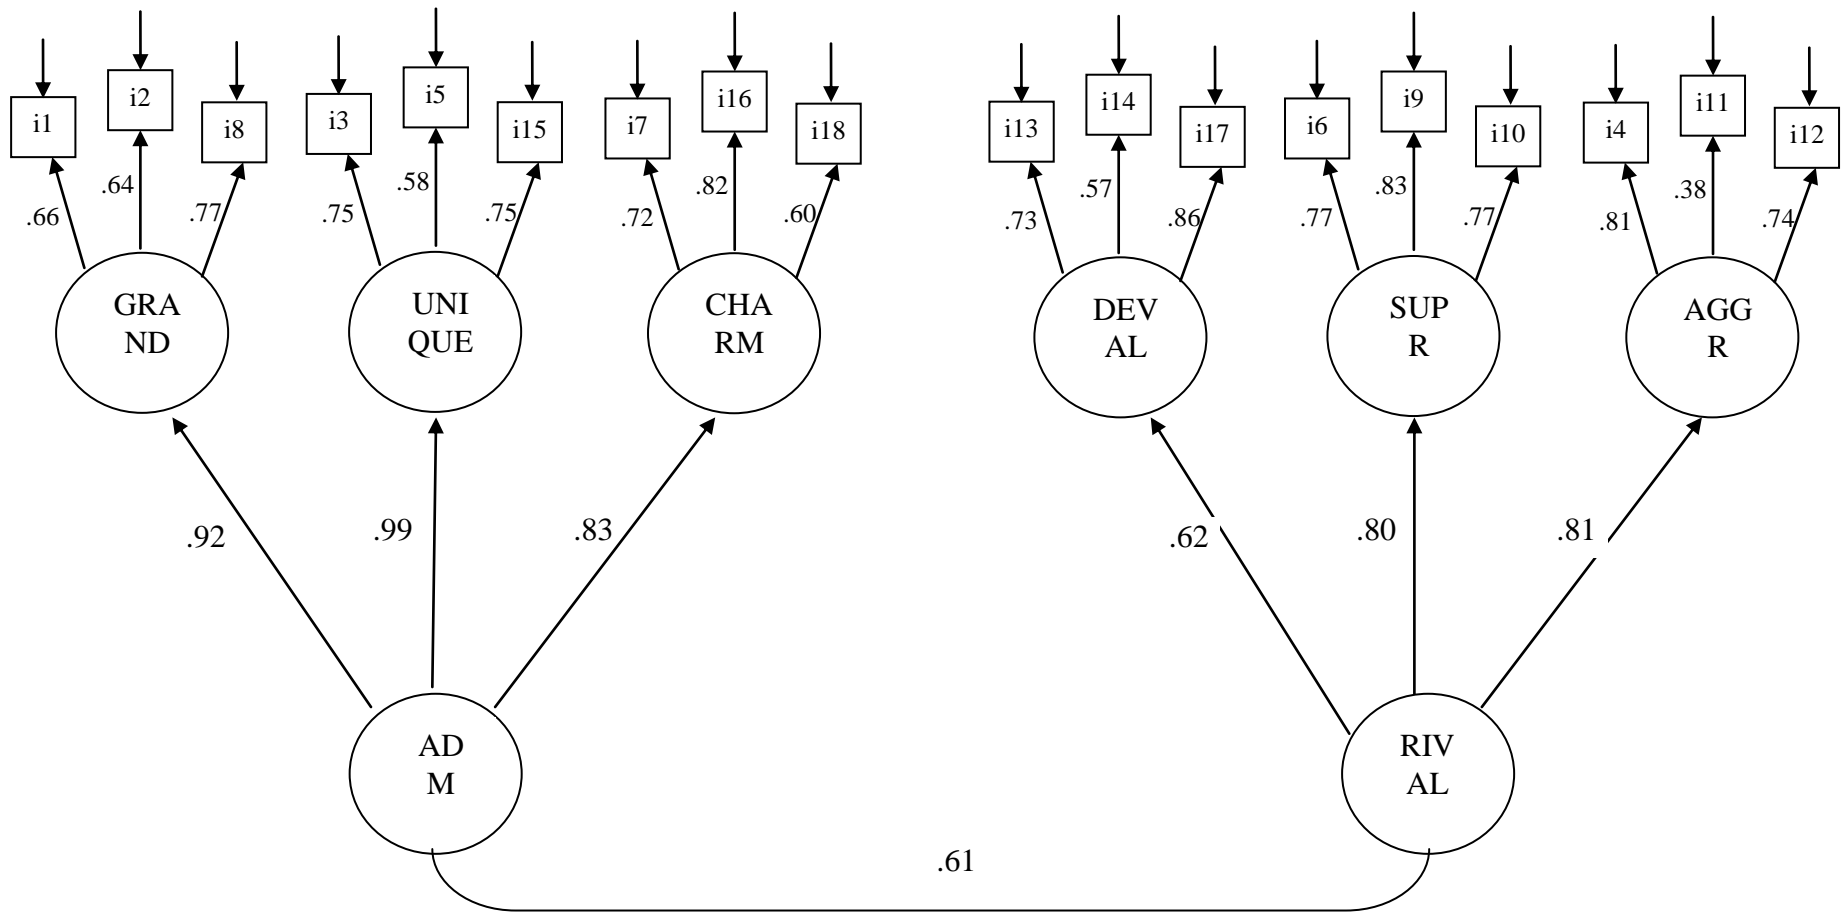 i1
i2
i8
i3
i5
i15
i7
i16
i18
i13
i14
i17
i6
i9
i10
i4
i11
i12
.66
.64
.77
.75
.58
.75
.72
.82
.60
.73
.57
.86
.77
.83
.77
.81
.38
.74
GRA
ND
UNI
QUE
CHA
RM
DEV
AL
SUP
R
AGG
R
.92
.99
.83
.62
.80
.81
AD
M
RIV
AL
.61